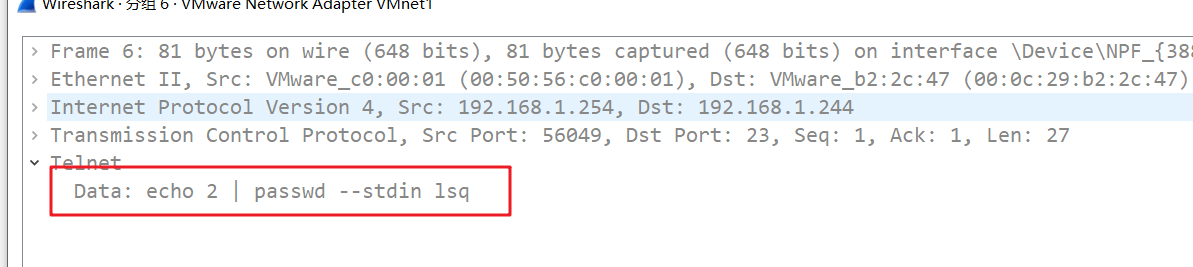 Wireshark · 分组 6 · VMware Network Adapter VMnet1
Frame 6: 81 bytes on wire (648 bits), 81 bytes captured (648 bits) on interface \Device\NPF_{388
Ethernet II, Src: VMware_c0:00:01 (00:50:56:c0:00:01), Dst: VMware_b2:2c:47 (00:0c:29:b2:2c:47)
Internet Protocol Version 4, Src: 192.168.1.254, Dst: 192.168.1.244
Transmission Control Protocol, Src Port: 56049, Dst Port: 23, Seq: 1, Ack: 1, Len: 27
Telnet
Data: echo 2 | passwd --stdin lsq